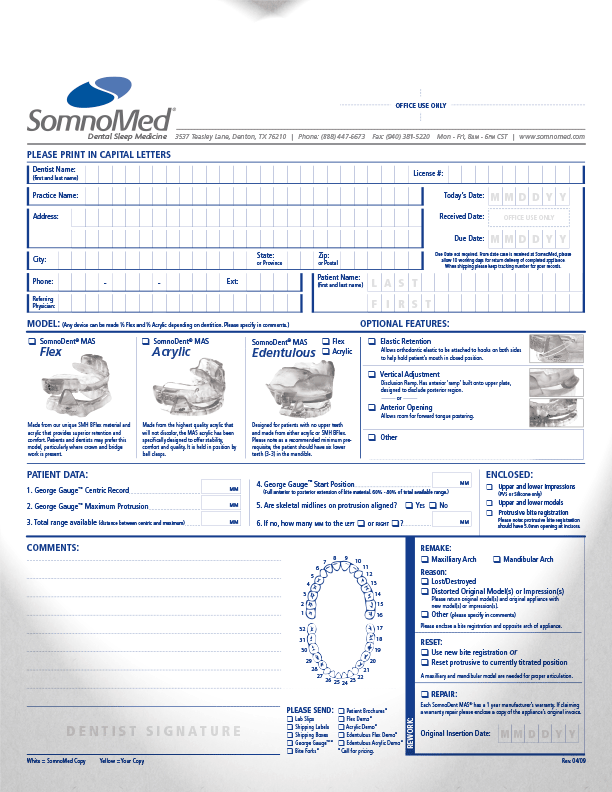 OFFICE USE ONLY
SomnoMed®
Dental Sleep Medicine
3537 Teasley Lane, Denton, TX 76210 | Phone: (888) 447-6673 Fax: (940) 381-5220 Mon - Fri, 8AM - 6PM CST | www.somnomed.com
PLEASE PRINT IN CAPITAL LETTERS
Dentist Name:
(First and last name)
License #:
Practice Name:
Today's Date: M M D D Y Y
Address:
Received Date: OFFICE USE ONLY
Due Date: M M D D Y Y
City:
State:
or Province
Zip:
or Postal
Due Date not required. From date case is received at SomnoMed, please
allow 10 working days for return delivery of completed appliance.
When shipping please keep tracking number for your records.
Phone: - - Ext:
Patient Name:
(First and last name)
LAST
Referring
Physician:
FIRST
MODEL: (Any device can be made ½ Flex and ½ Acrylic depending on dentition. Please specify in comments.)
OPTIONAL FEATURES:
SomnoDent® MAS
Flex
SomnoDent® MAS
Acrylic
SomnoDent® MAS
Edentulous
Flex
Acrylic
Made from our unique SMH BFlex material and
acrylic that provides superior retention and
comfort. Patients and dentists may prefer this
model, particularly where crown and bridge
work is present.
Made from the highest quality acrylic that
will not discolor, the MAS acrylic has been
specifically designed to offer stability,
comfort and quality. It is held in position by
ball clasps.
Designed for patients with no upper teeth
and made from either acrylic or SMH BFlex.
Please note as a recommended minimum pre-
requisite, the patient should have six lower
teeth (3-3) in the mandible.
Elastic Retention
Allows orthodontic elastic to be attached to hooks on both sides
to help hold patient's mouth in closed position.
Vertical Adjustment
Disclusion Ramp. Has anterior 'ramp' built onto upper plate,
designed to disclude posterior region.
or
Anterior Opening
Allows room for forward tongue posturing.
Other
PATIENT DATA:
1. George Gauge™ Centric Record MM
2. George Gauge™ Maximum Protrusion MM
3. Total range available (distance between centric and maximum) MM
4. George Gauge™ Start Position MM
(Full anterior to posterior extension of bite material. 60% - 80% of total available range.)
5. Are skeletal midlines on protrusion aligned? Yes No
6. If no, how many MM to the LEFT or RIGHT ? MM
ENCLOSED:
Upper and lower impressions
(PVS or Silicone only)
Upper and lower models
Protrusive bite registration
Please note: protrusive bite registration
should have 5.0mm opening at incisors
COMMENTS:
1
2
3
4
5
6
7
8
9
10
11
12
13
14
15
16
17
18
19
20
21
22
23
24
25
26
27
28
29
30
31
32
DENTIST SIGNATURE
PLEASE SEND:
Lab Slips
Shipping Labels
Shipping Boxes
George Gauge™*
Bite Forks*
Patient Brochures*
Flex Demo*
Acrylic Demo*
Edentulous Flex Demo*
Edentulous Acrylic Demo*
*Call for pricing.
REWORK:
REMAKE:
Maxilliary Arch Mandibular Arch
Reason:
Lost/Destroyed
Distorted Original Model(s) or Impression(s)
Please return original model(s) and original appliance with
new model(s) or impression(s).
Other (please specify in comments)
Please enclose a bite registration and opposite arch of appliance.
RESET:
Use new bite registration or
Reset protrusive to currently titrated position
A maxillary and mandibular model are needed for proper articulation.
REPAIR:
Each SomnoDent MAS® has a 1 year manufacturer's warranty. If claiming
a warranty repair please enclose a copy of the appliance's original invoice.
Original Insertion Date: M M D D Y Y
White = SomnoMed Copy Yellow = Your Copy
Rev. 04/09